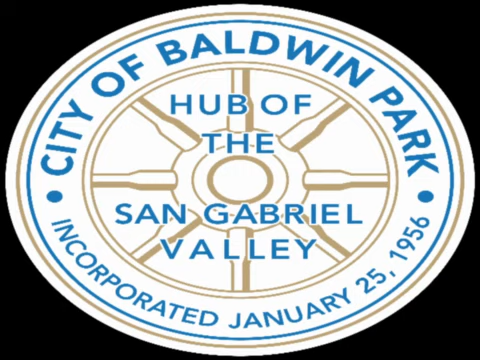 CITY OF BALDWIN PARK
HUB OF
THE
SAN GABRIEL
VALLEY
INCORPORATED JANUARY 25, 1956